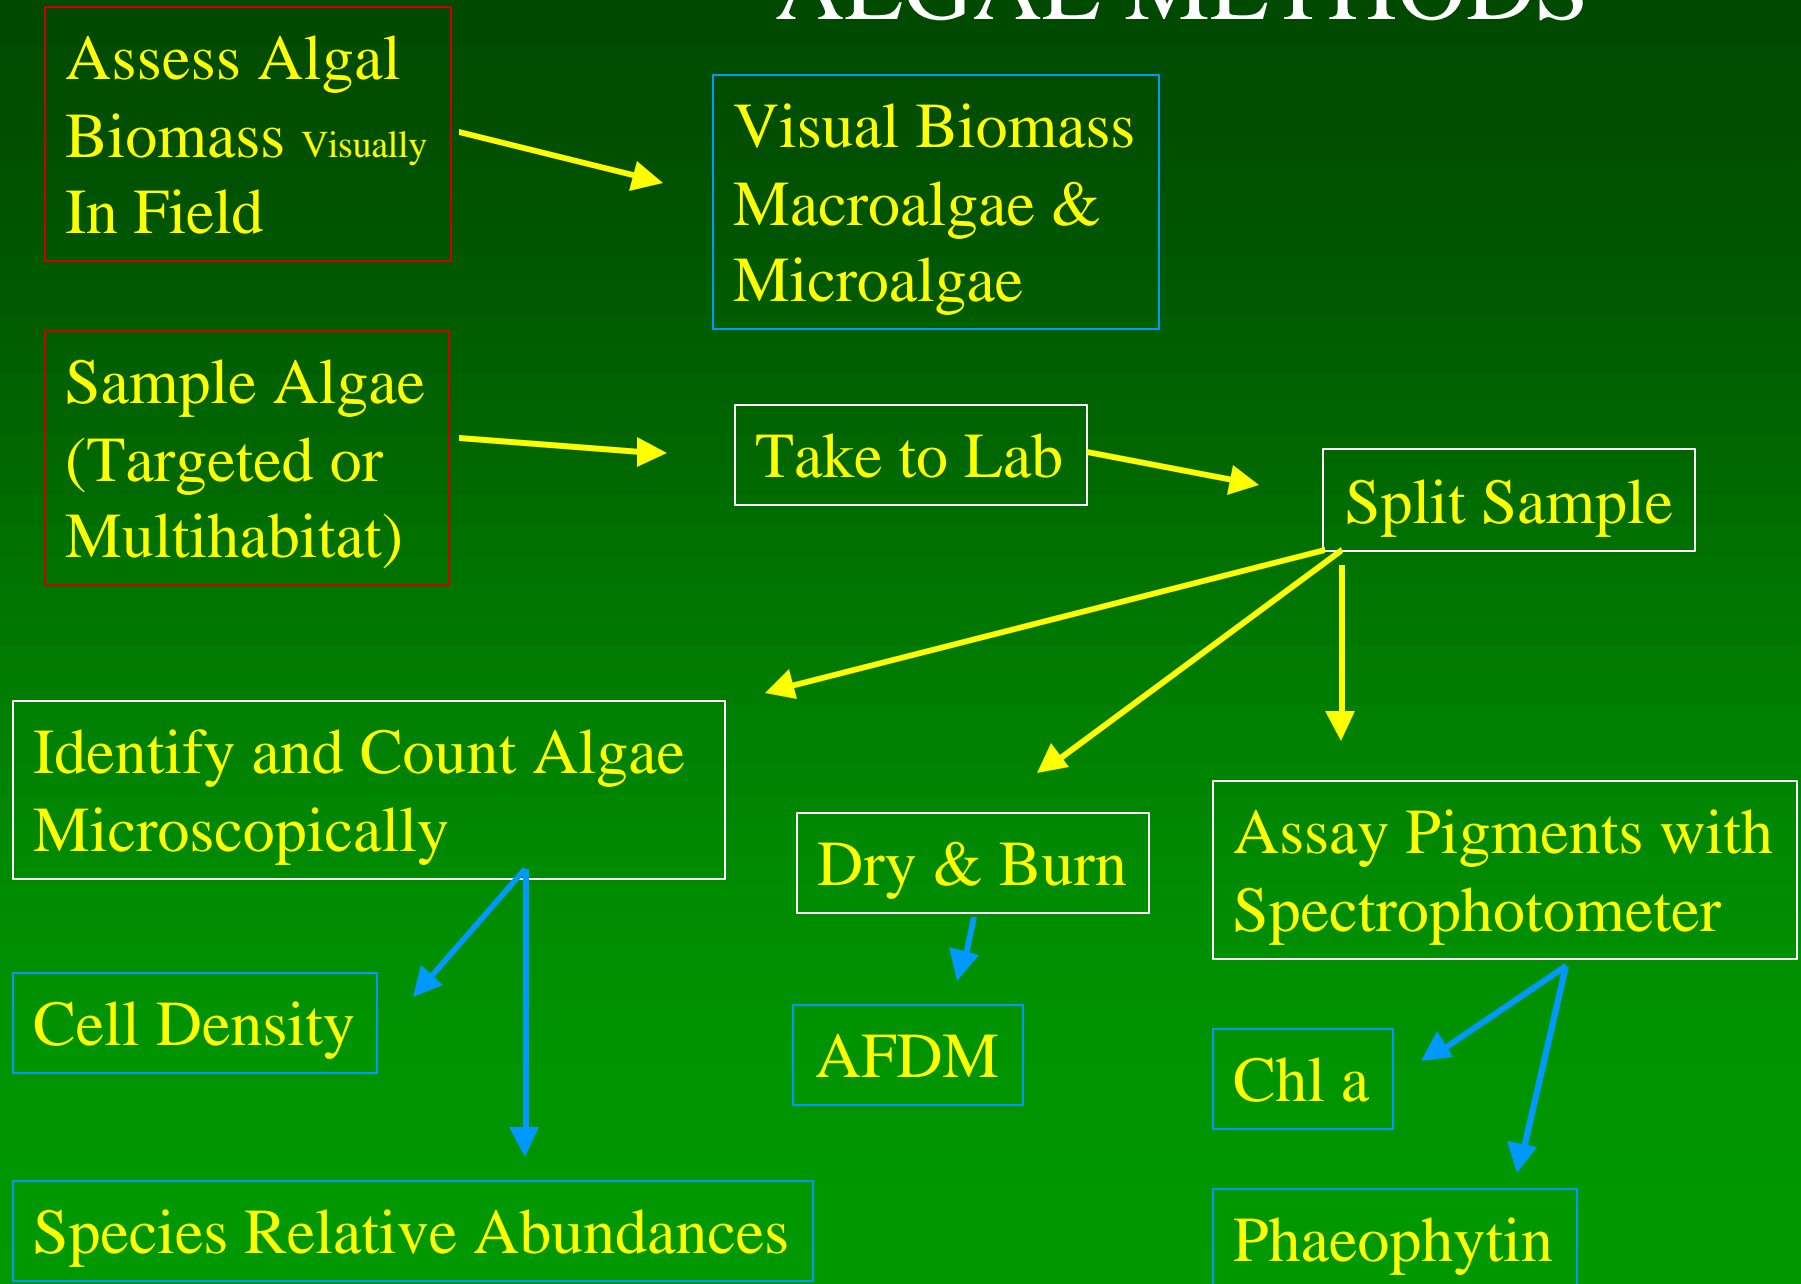 ALGAL METHODS
Assess Algal
Biomass Visually
In Field
Visual Biomass
Macroalgae &
Microalgae
Sample Algae
(Targeted or
Multihabitat)
Take to Lab
Split Sample
Identify and Count Algae
Microscopically
Dry & Burn
Assay Pigments with
Spectrophotometer
Cell Density
AFDM
Chl a
Species Relative Abundances
Phaeophytin